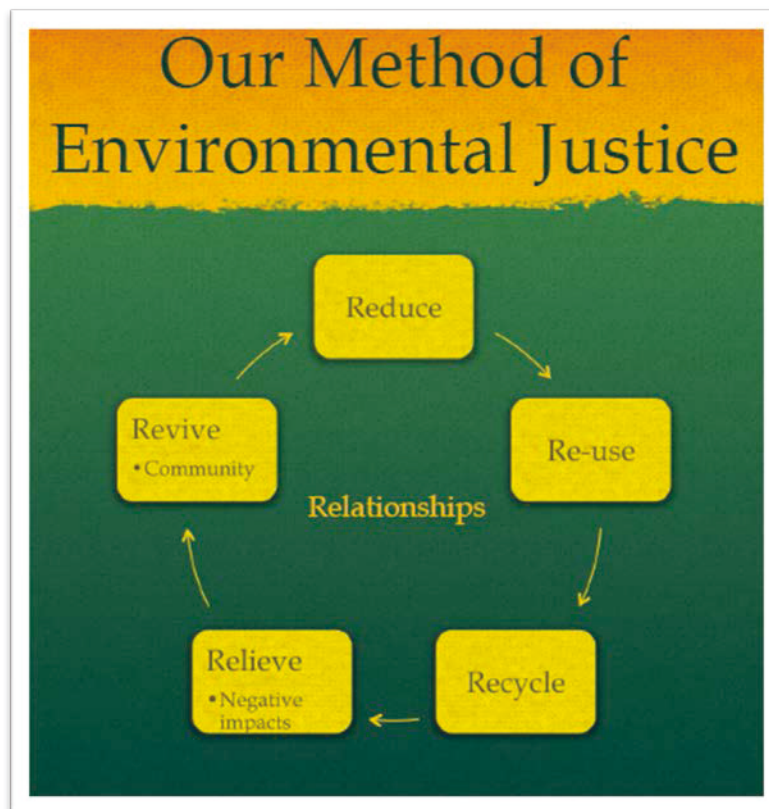 Our Method of
Environmental Justice
Reduce
Re-use
Recycle
Relieve
•Negative
impacts
Revive
•Community
Relationships